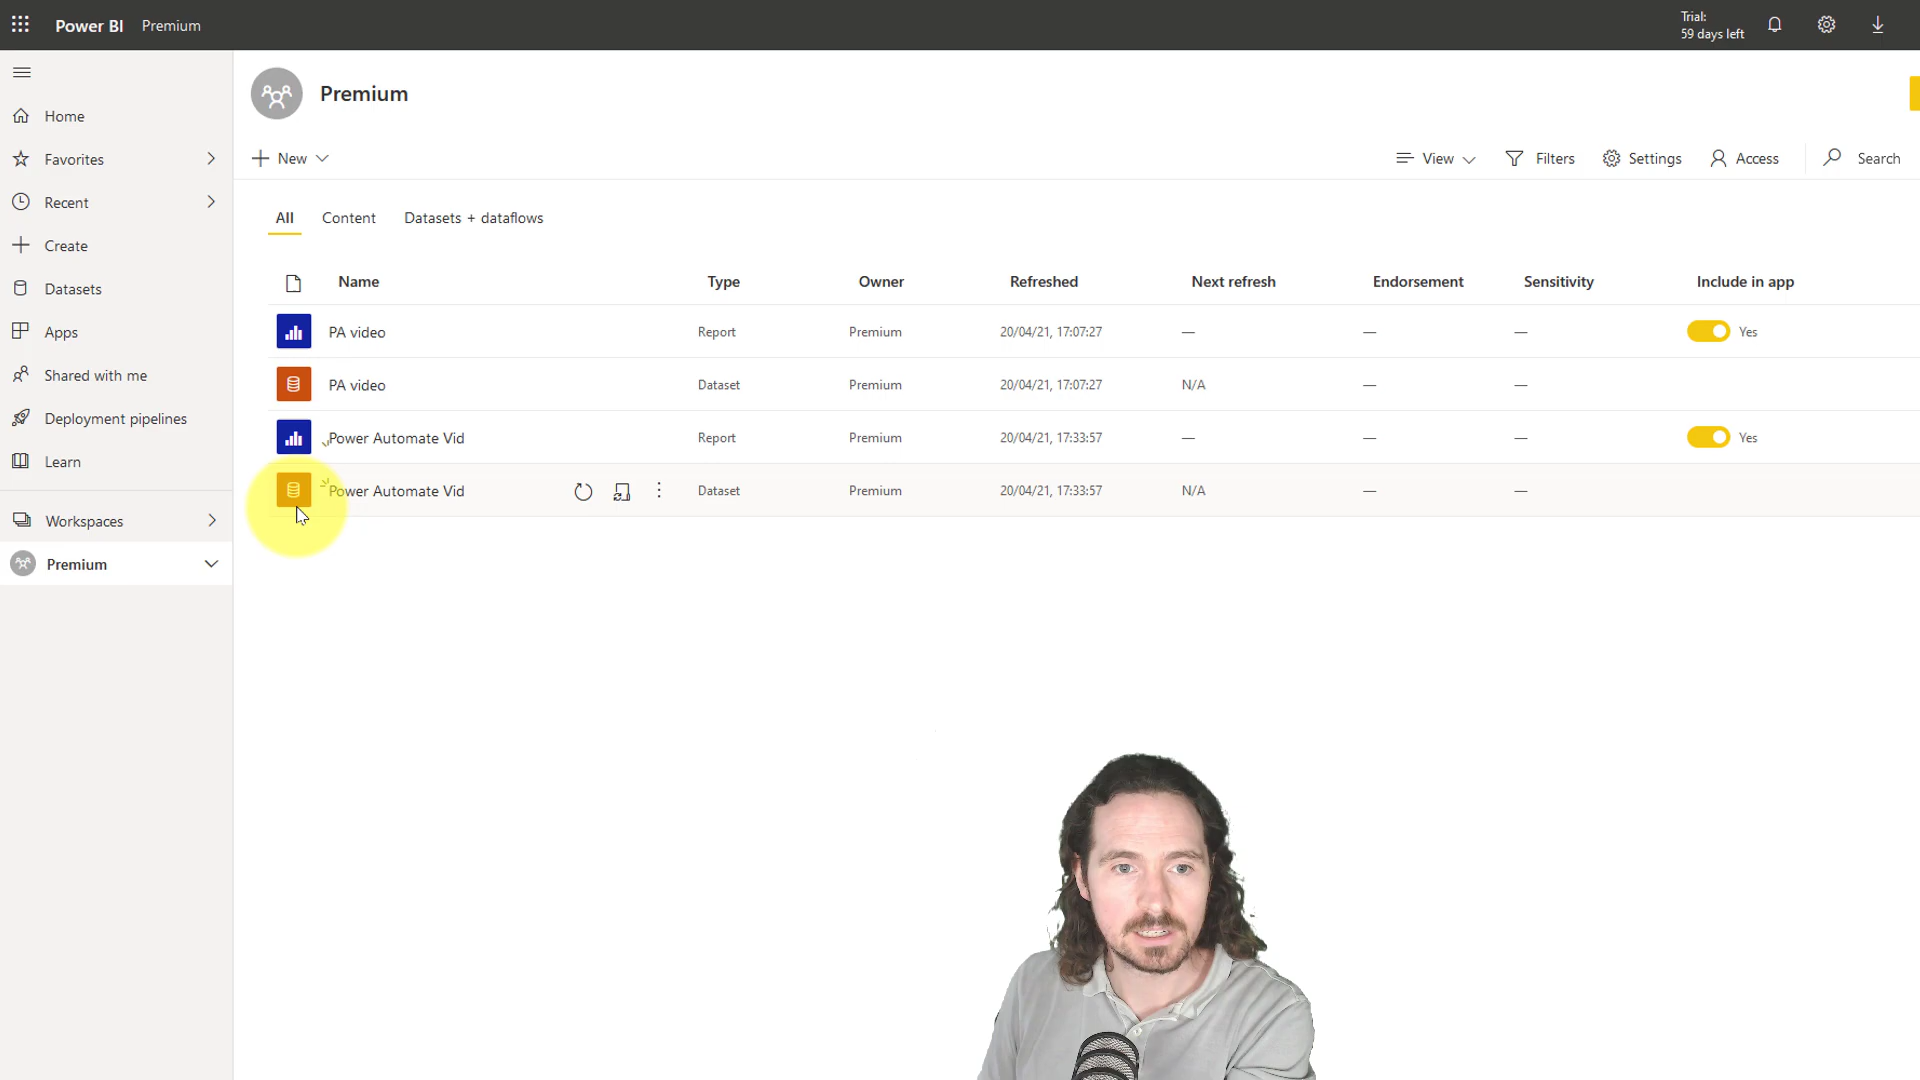 Power BI Premium
Trial:
59 days left
Home
Favorites
Recent
Create
Datasets
Apps
Shared with me
Deployment pipelines
Learn
Workspaces
Premium
Premium
New
View Filters Settings Access Search
All Content Datasets + dataflows
Name Type Owner Refreshed Next refresh Endorsement Sensitivity Include in app
PA video Report Premium 20/04/21, 17:07:27 — — — Yes
PA video Dataset Premium 20/04/21, 17:07:27 N/A — —
Power Automate Vid Report Premium 20/04/21, 17:33:57 — — — Yes
Power Automate Vid Dataset Premium 20/04/21, 17:33:57 N/A — —